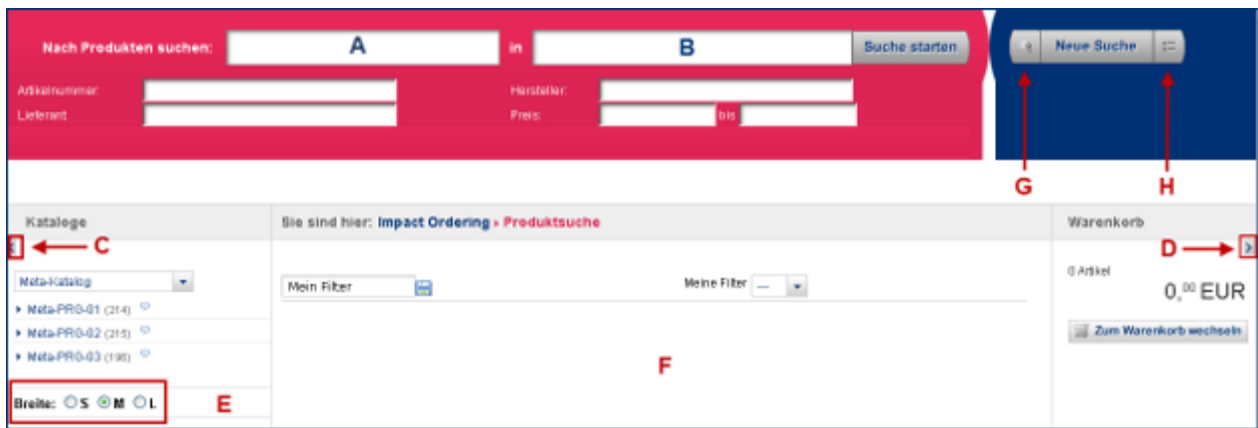 Nach Produkten suchen: A in B Suche starten Neue Suche
Artikelnummer: Hersteller:
Lieferant Preis: bis
G H
Kataloge Sie sind hier: Impact Ordering » Produktsuche Warenkorb
C D
Meta-Katalog Mein Filter Meine Filter --- 0 Artikel
0,00 EUR
Meta-PRO-01 (214)
Meta-PRO-02 (215) Zum Warenkorb wechseln
Meta-PRO-03 (196)
F
Breite: S M L E